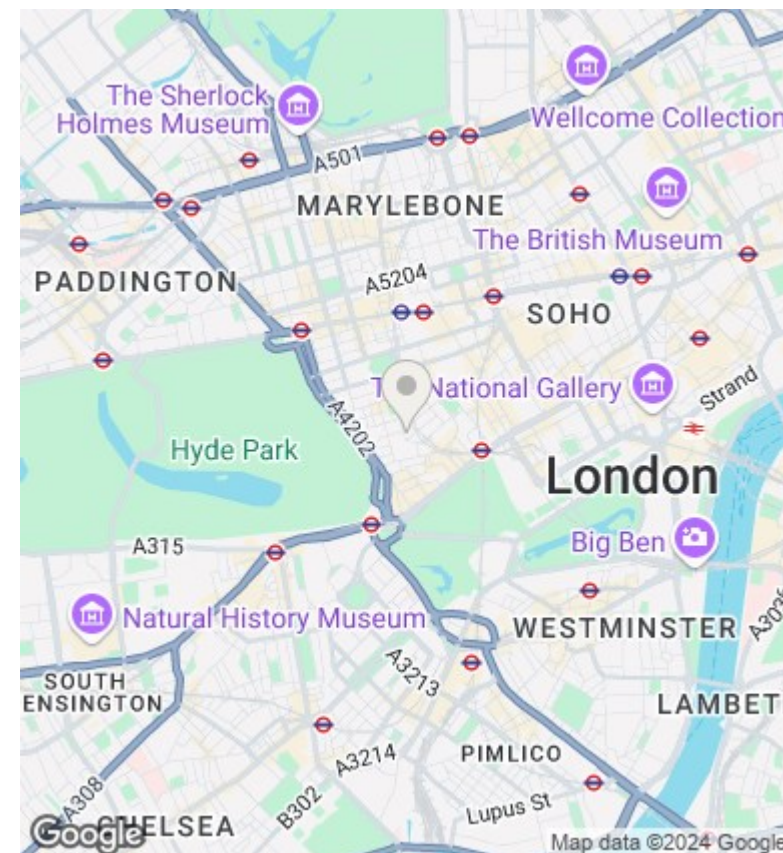 The Sherlock
Holmes Museum
Wellcome Collection
A501
MARYLEBONE
The British Museum
PADDINGTON
A5204
SOHO
National Gallery
Strand
A4202
Hyde Park
London
A315
Big Ben
Natural History Museum
WESTMINSTER
A3213
SOUTH
ENSINGTON
LAMBET
A3214
PIMLICO
A308
B302
Lupus St
HELSEA
Google
Map data ©2024 Google